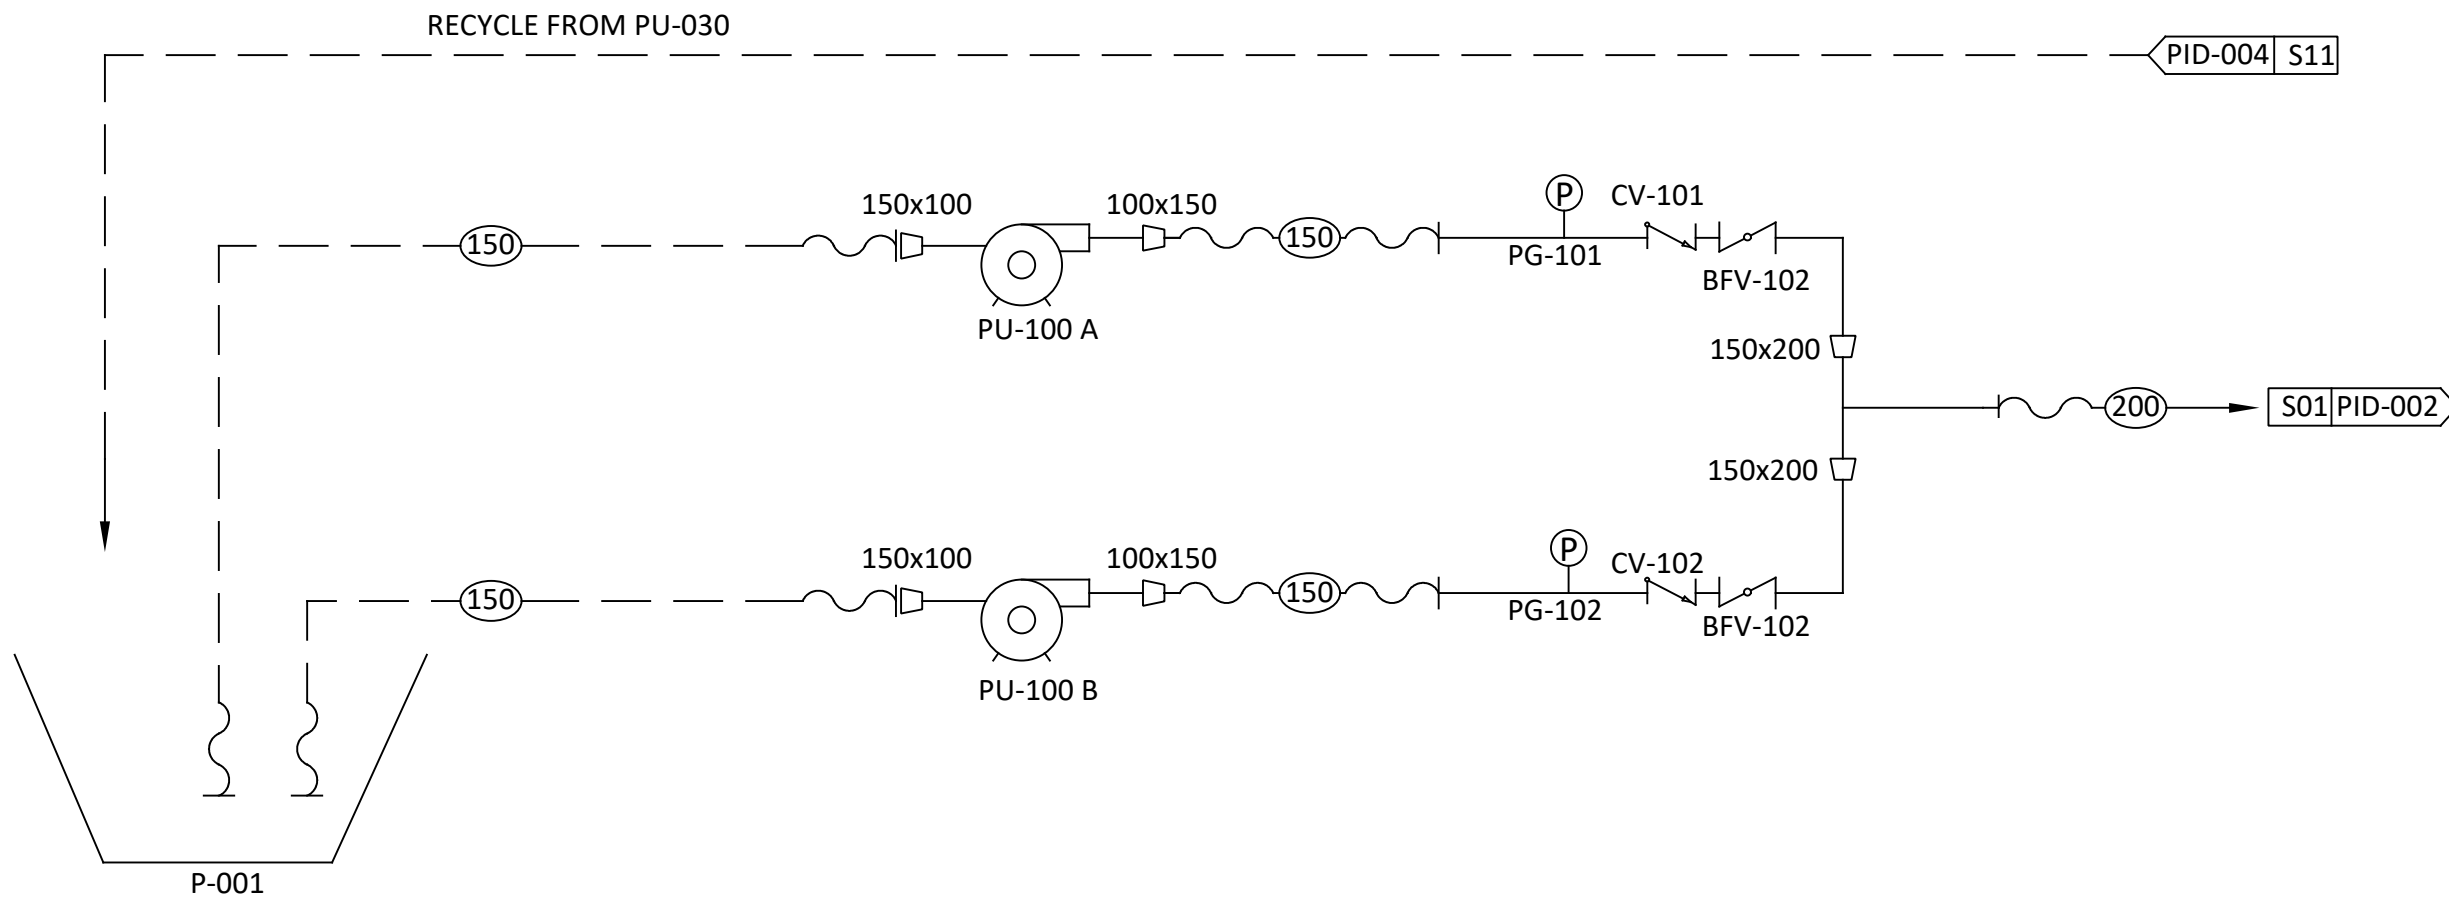 RECYCLE FROM PU-030
PID-004 S11
150x100
100x150
P
CV-101
150
150
PG-101
BFV-102
PU-100 A
150x200
200
S01 PID-002
150x200
150x100
100x150
P
CV-102
150
150
PG-102
BFV-102
PU-100 B
P-001